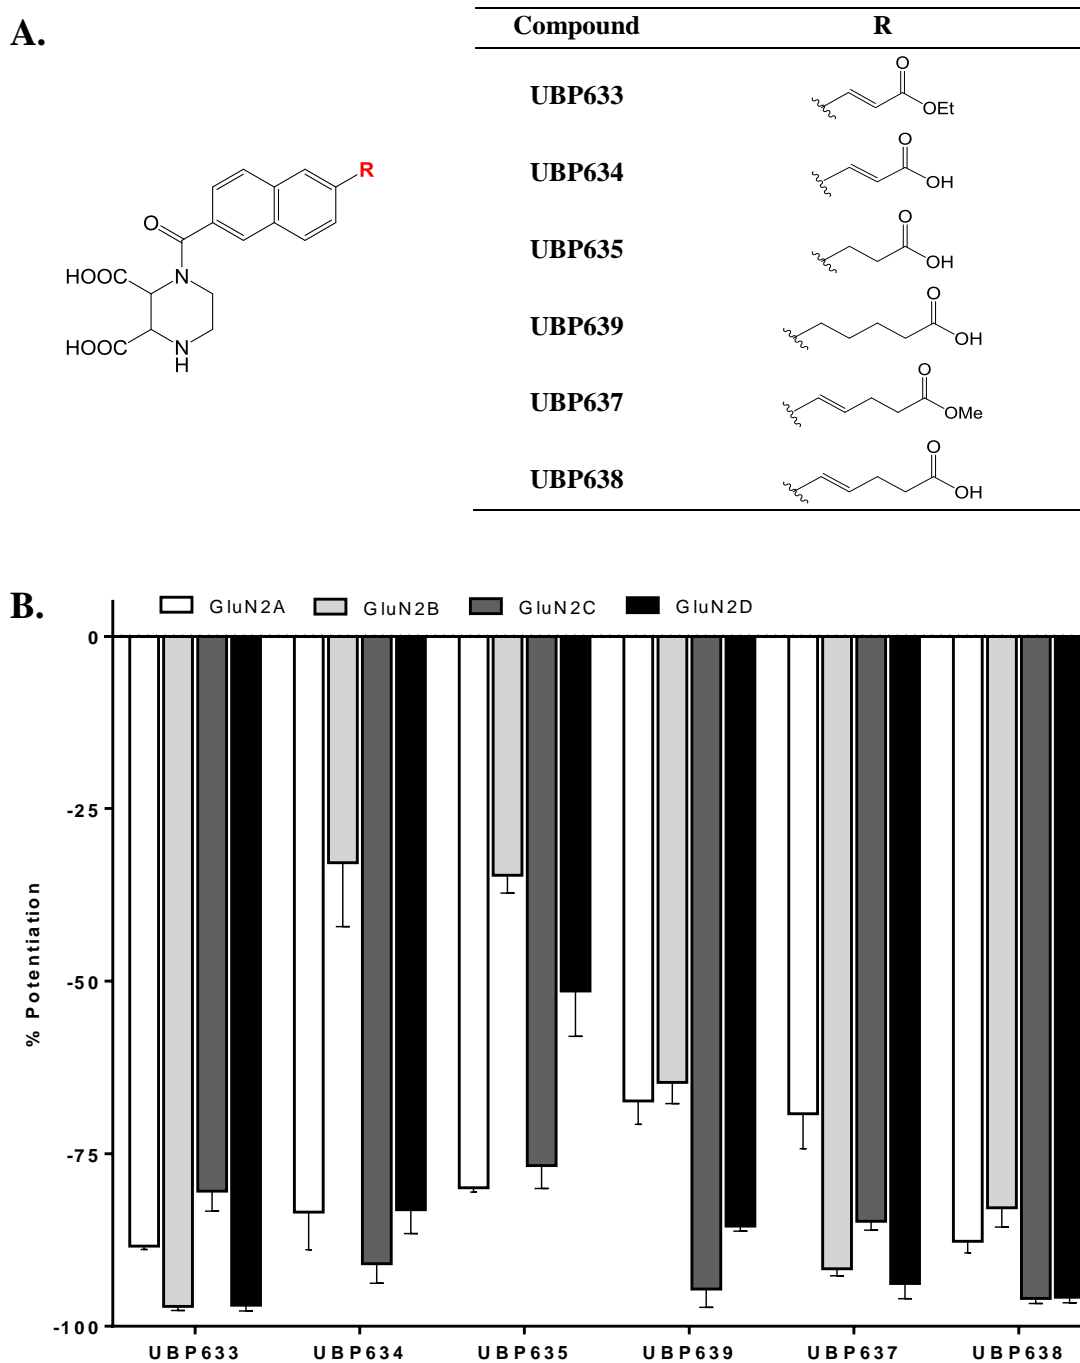 A.
Compound R
UBP633
O
OEt
UBP634
O
OH
UBP635
O
OH
UBP639
O
OH
UBP637
O
OMe
UBP638
O
OH
R
O
HOOC N
HOOC N
H
B.
GluN2A GluN2B GluN2C GluN2D
% Potentiation
0
-25
-50
-75
-100
UBP633 UBP634 UBP635 UBP639 UBP637 UBP638